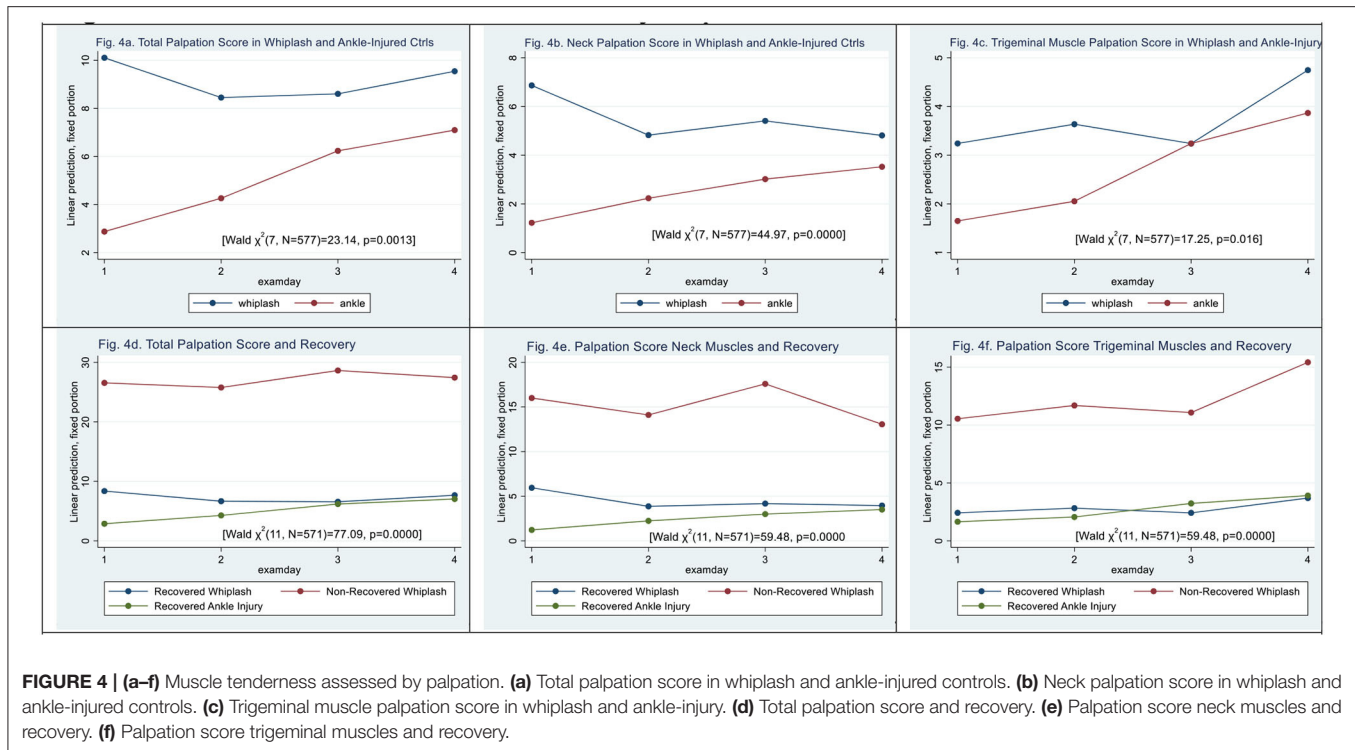 Fig. 4a. Total Palpation Score in Whiplash and Ankle-Injured Ctrls
Linear prediction, fixed portion
10
8
6
4
2
[Wald χ²(7, N=577)=23.14, p=0.0013]
1 2 3 4
examday
whiplash ankle
Fig. 4b. Neck Palpation Score in Whiplash and Ankle-Injured Ctrls
Linear prediction, fixed portion
8
6
4
2
0
[Wald χ²(7, N=577)=44.97, p=0.0000]
1 2 3 4
examday
whiplash ankle
Fig. 4c. Trigeminal Muscle Palpation Score in Whiplash and Ankle-Injury
Linear prediction, fixed portion
5
4
3
2
1
[Wald χ²(7, N=577)=17.25, p=0.016]
1 2 3 4
examday
whiplash ankle
Fig. 4d. Total Palpation Score and Recovery
Linear prediction, fixed portion
30
20
10
0
[Wald χ²(11, N=571)=77.09, p=0.0000]
1 2 3 4
examday
Recovered Whiplash Non-Recovered Whiplash
Recovered Ankle Injury
Fig. 4e. Palpation Score Neck Muscles and Recovery
Linear prediction, fixed portion
20
15
10
5
0
[Wald χ²(11, N=571)=59.48, p=0.0000
1 2 3 4
examday
Recovered Whiplash Non-Recovered Whiplash
Recovered Ankle Injury
Fig. 4f. Palpation Score Trigeminal Muscles and Recovery
Linear prediction, fixed portion
15
10
5
0
[Wald χ²(11, N=571)=59.48, p=0.0000]
1 2 3 4
examday
Recovered Whiplash Non-Recovered Whiplash
Recovered Ankle Injury
FIGURE 4 | (a–f) Muscle tenderness assessed by palpation. (a) Total palpation score in whiplash and ankle-injured controls. (b) Neck palpation score in whiplash and
ankle-injured controls. (c) Trigeminal muscle palpation score in whiplash and ankle-injury. (d) Total palpation score and recovery. (e) Palpation score neck muscles and
recovery. (f) Palpation score trigeminal muscles and recovery.